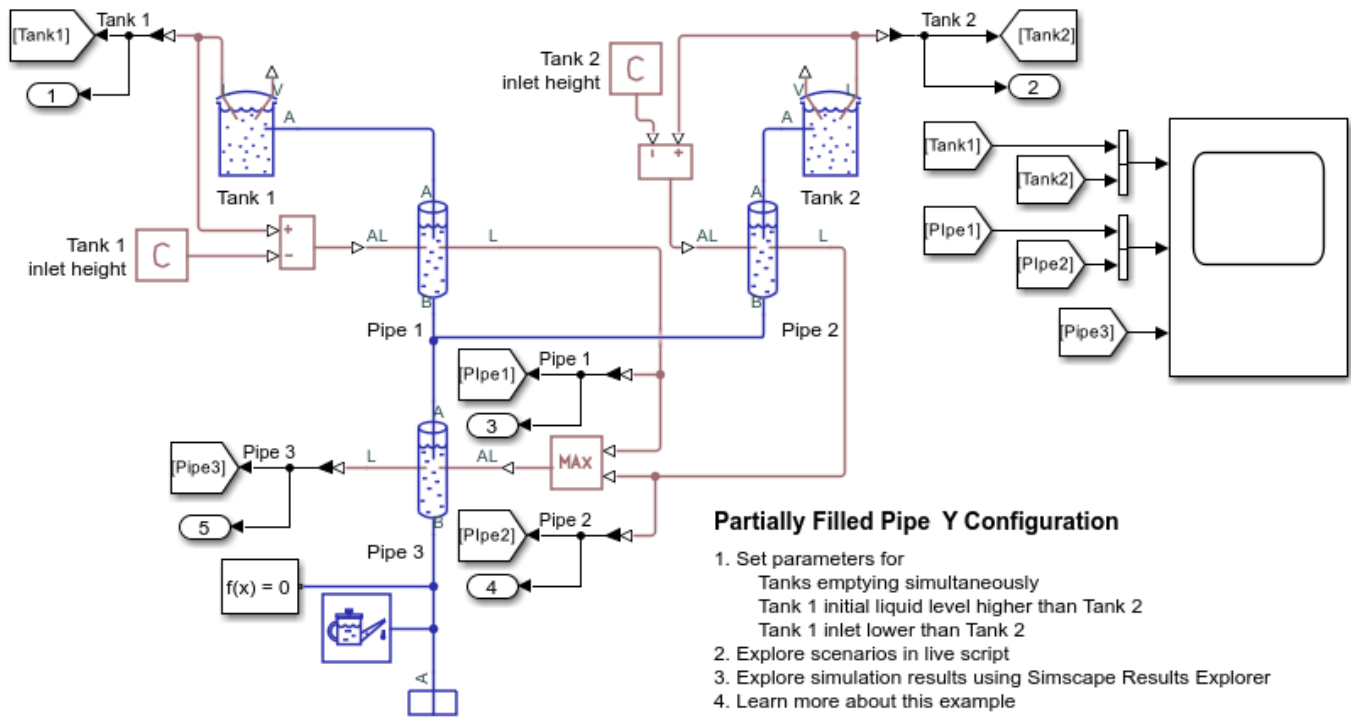 [Tank1]
Tank 1
1
L
V
A
Tank 1
Tank 1
inlet height
C
+
-
AL
A
L
B
Pipe 1
Tank 2
inlet height
C
-
+
V
L
A
Tank 2
A
AL
L
B
Pipe 2
Tank 2
[Tank2]
2
[Tank1]
[Tank2]
[PIpe1]
[PIpe2]
[Pipe3]
[PIpe1]
Pipe 1
3
A
[Pipe3]
Pipe 3
L
AL
MAX
5
B
Pipe 3
[PIpe2]
Pipe 2
4
f(x) = 0
A
Partially Filled Pipe Y Configuration
1. Set parameters for
Tanks emptying simultaneously
Tank 1 initial liquid level higher than Tank 2
Tank 1 inlet lower than Tank 2
2. Explore scenarios in live script
3. Explore simulation results using Simscape Results Explorer
4. Learn more about this example